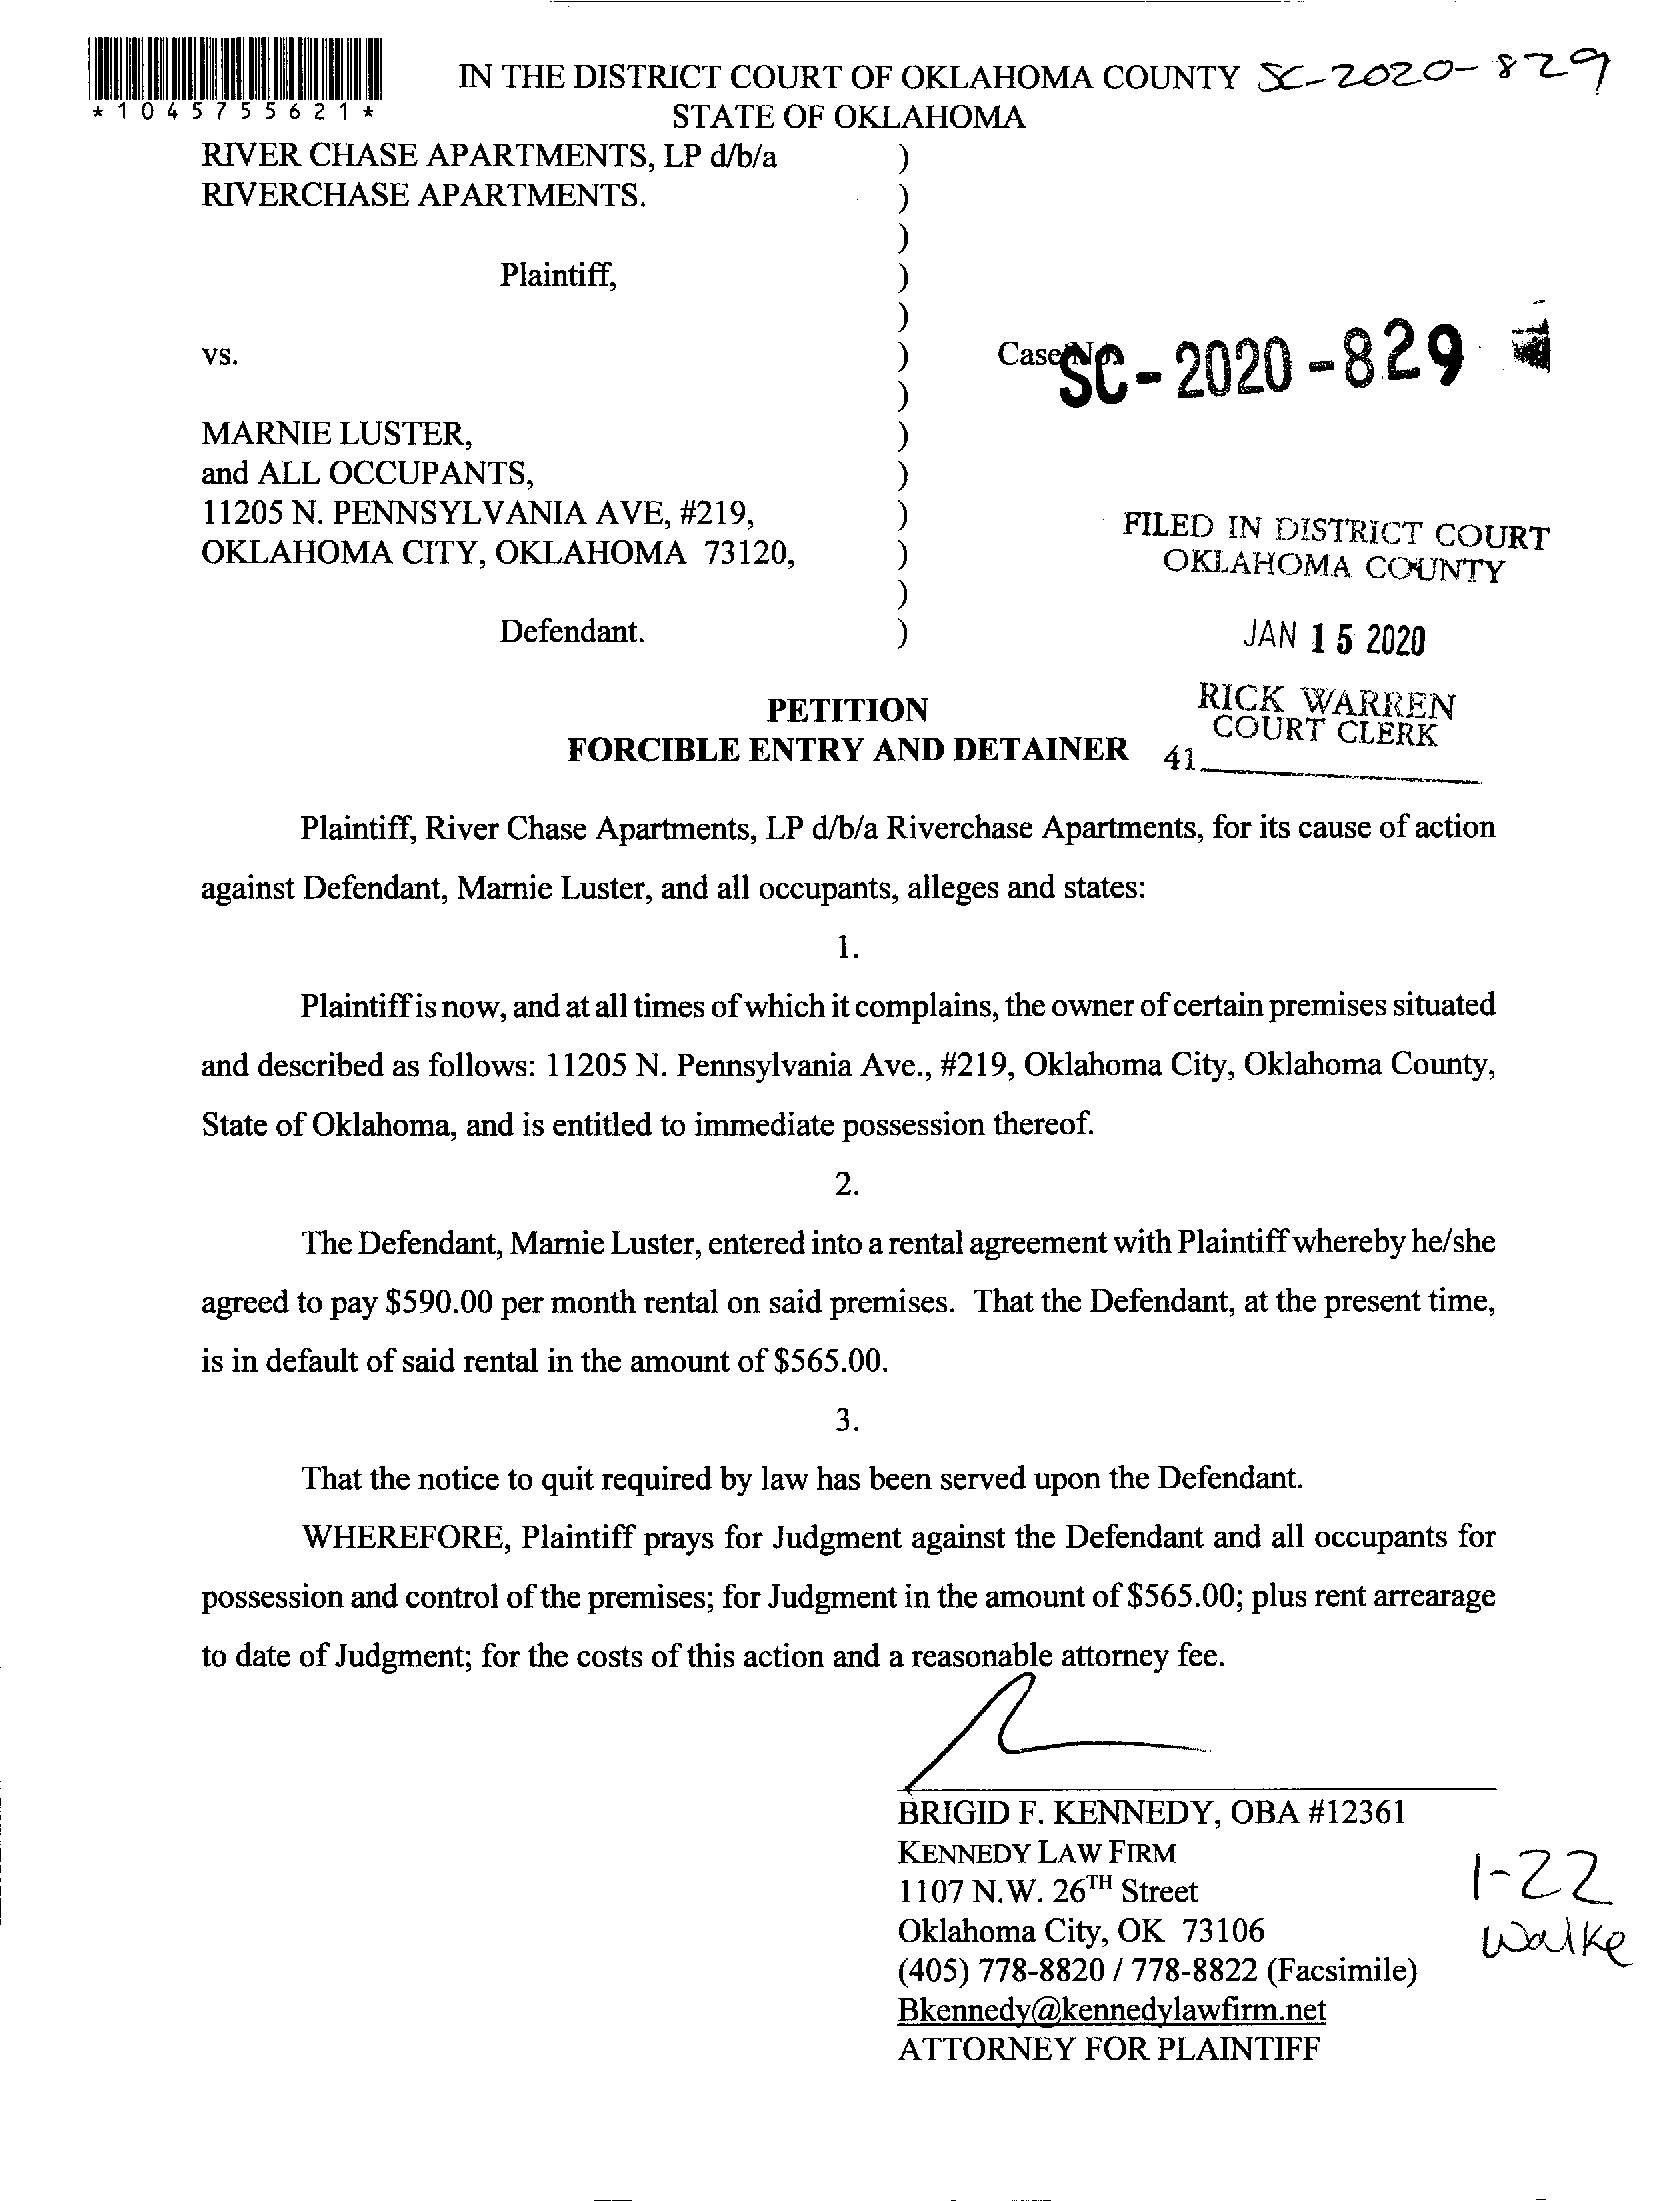 IN THE DISTRICT COURT OF OKLAHOMA COUNTY SC-2020-829
*1045755621*
STATE OF OKLAHOMA
RIVER CHASE APARTMENTS, LP d/b/a )
RIVERCHASE APARTMENTS. )
)
Plaintiff, )
)
vs. ) Case No. SC-2020-829
)
MARNIE LUSTER, )
and ALL OCCUPANTS, )
11205 N. PENNSYLVANIA AVE, #219, )
OKLAHOMA CITY, OKLAHOMA 73120, )
)
Defendant. )
FILED IN DISTRICT COURT
OKLAHOMA COUNTY
JAN 15 2020
RICK WARREN
COURT CLERK
41
PETITION
FORCIBLE ENTRY AND DETAINER
Plaintiff, River Chase Apartments, LP d/b/a Riverchase Apartments, for its cause of action
against Defendant, Marnie Luster, and all occupants, alleges and states:
1.
Plaintiff is now, and at all times of which it complains, the owner of certain premises situated
and described as follows: 11205 N. Pennsylvania Ave., #219, Oklahoma City, Oklahoma County,
State of Oklahoma, and is entitled to immediate possession thereof.
2.
The Defendant, Marnie Luster, entered into a rental agreement with Plaintiff whereby he/she
agreed to pay $590.00 per month rental on said premises. That the Defendant, at the present time,
is in default of said rental in the amount of $565.00.
3.
That the notice to quit required by law has been served upon the Defendant.
WHEREFORE, Plaintiff prays for Judgment against the Defendant and all occupants for
possession and control of the premises; for Judgment in the amount of $565.00; plus rent arrearage
to date of Judgment; for the costs of this action and a reasonable attorney fee.
BRIGID F. KENNEDY, OBA #12361
KENNEDY LAW FIRM
1107 N.W. 26TH Street
Oklahoma City, OK 73106
(405) 778-8820 / 778-8822 (Facsimile)
Bkennedy@kennedylawfirm.net
ATTORNEY FOR PLAINTIFF
1-22
Walke